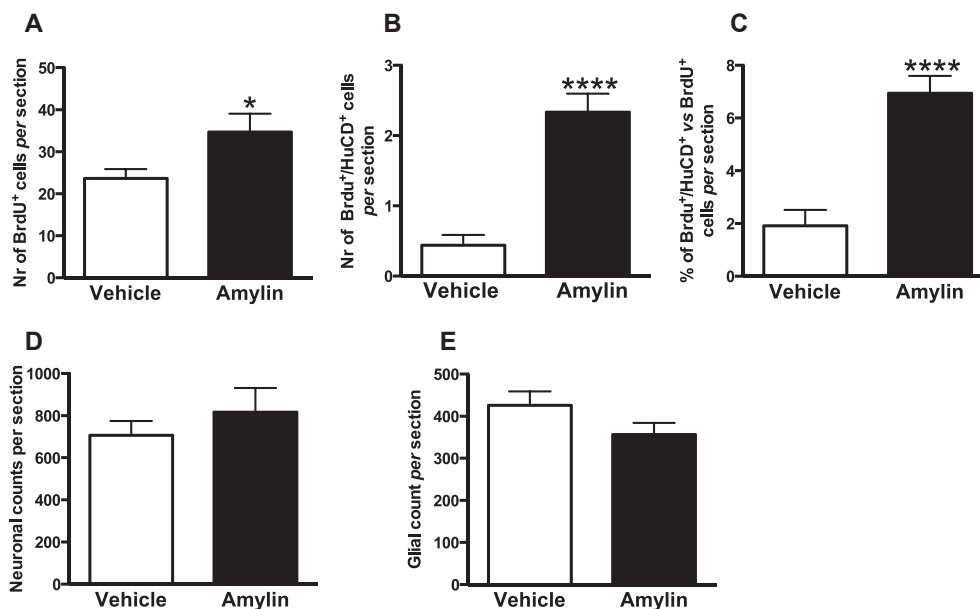 A
Nr of BrdU⁺ cells per section
50
40
30
20
10
0
*
Vehicle Amylin
B
Nr of Brdu⁺/HuCD⁺ cells
per section
3
2
1
0
****
Vehicle Amylin
C
% of Brdu⁺/HuCD⁺ vs BrdU⁺
cells per section
8
6
4
2
0
****
Vehicle Amylin
D
Neuronal counts per section
1000
800
600
400
200
0
Vehicle Amylin
E
Glial count per section
500
400
300
200
100
0
Vehicle Amylin